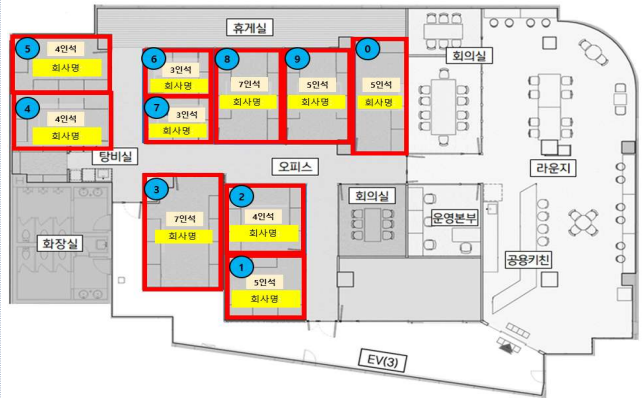 휴게실
5
4인석
회사명
4
4인석
회사명
6
3인석
회사명
7
3인석
회사명
8
7인석
회사명
9
5인석
회사명
0
5인석
회사명
회의실
탕비실
오피스
라운지
3
7인석
회사명
2
4인석
회사명
회의실
운영본부
화장실
1
5인석
회사명
공용키친
EV(3)